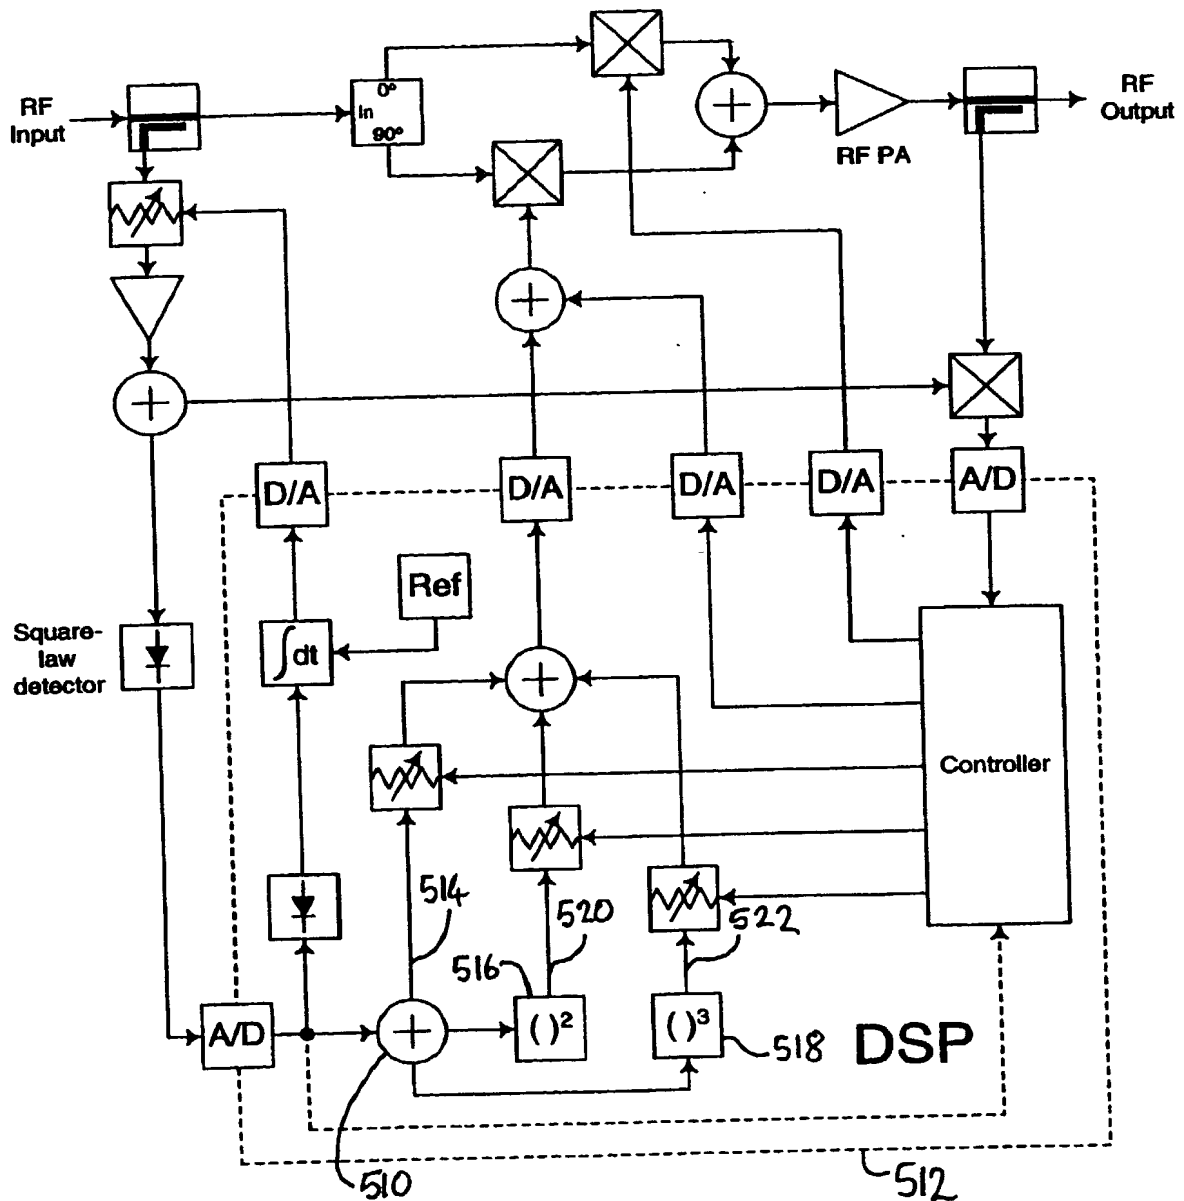 RF
Input
0°
In
90°
RF PA
RF
Output
D/A
D/A
D/A
D/A
A/D
Ref
∫dt
Square-
law
detector
Controller
514
520
522
516
A/D
( )²
( )³
518
DSP
510
512